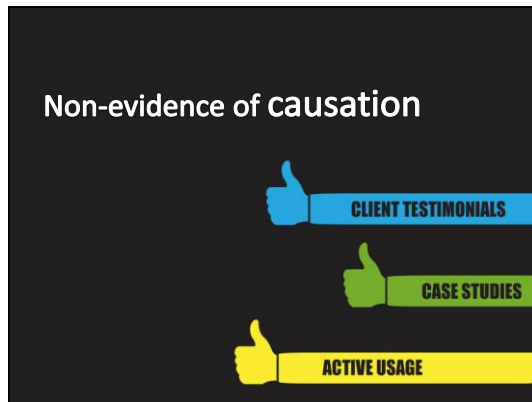 Non-evidence of causation
CLIENT TESTIMONIALS
CASE STUDIES
ACTIVE USAGE